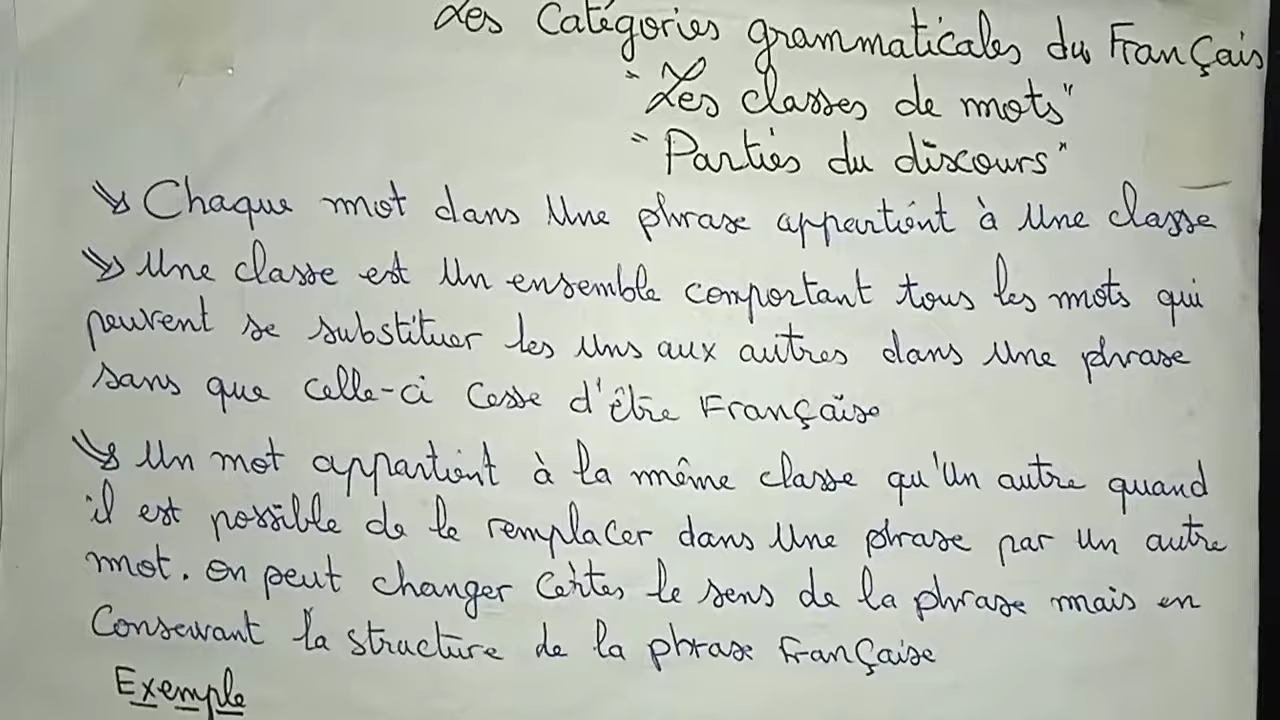 Les Catégories grammaticales du Français
"Les classes de mots"
"Parties du discours"
Chaque mot dans Une phrase appartient à Une classe
Une classe est Un ensemble comportant tous les mots qui
peuvent se substituer les Uns aux autres dans Une phrase
sans que celle-ci Cesse d'être Française
Un mot appartient à la même classe qu'Un autre quand
il est possible de le remplacer dans Une phrase par Un autre
mot. On peut changer Certes le sens de la phrase mais en
Conservant la structure de la phrase Française
Exemple